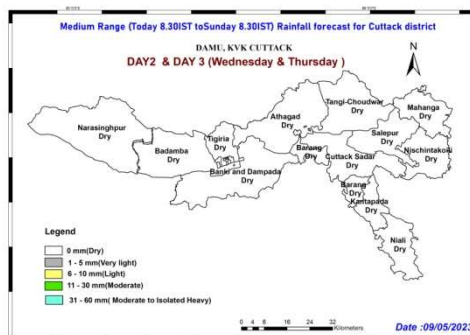 Medium Range (Today 8.30IST toSunday 8.30IST) Rainfall forecast for Cuttack district
DAMU, KVK CUTTACK
DAY2 & DAY 3 (Wednesday & Thursday )
N
Tangi-Choudwar
Dry
Mahanga
Dry
Athagad
Dry
Narasinghpur
Dry
Tigiria
Dry
Salepur
Dry
Badamba
Dry
Barang
Dry
Cuttack Sadar
Dry
Nischintakoili
Dry
Banki and Dampada
Dry
Barang
Dry
Kantapada
Dry
Niali
Dry
Legend
0 mm(Dry)
1 - 5 mm(Very light)
6 - 10 mm(Light)
11 - 30 mm(Moderate)
31 - 60 mm( Moderate to Isolated Heavy)
0 4 8 16 24 32
Kilometers
Date :09/05/2023